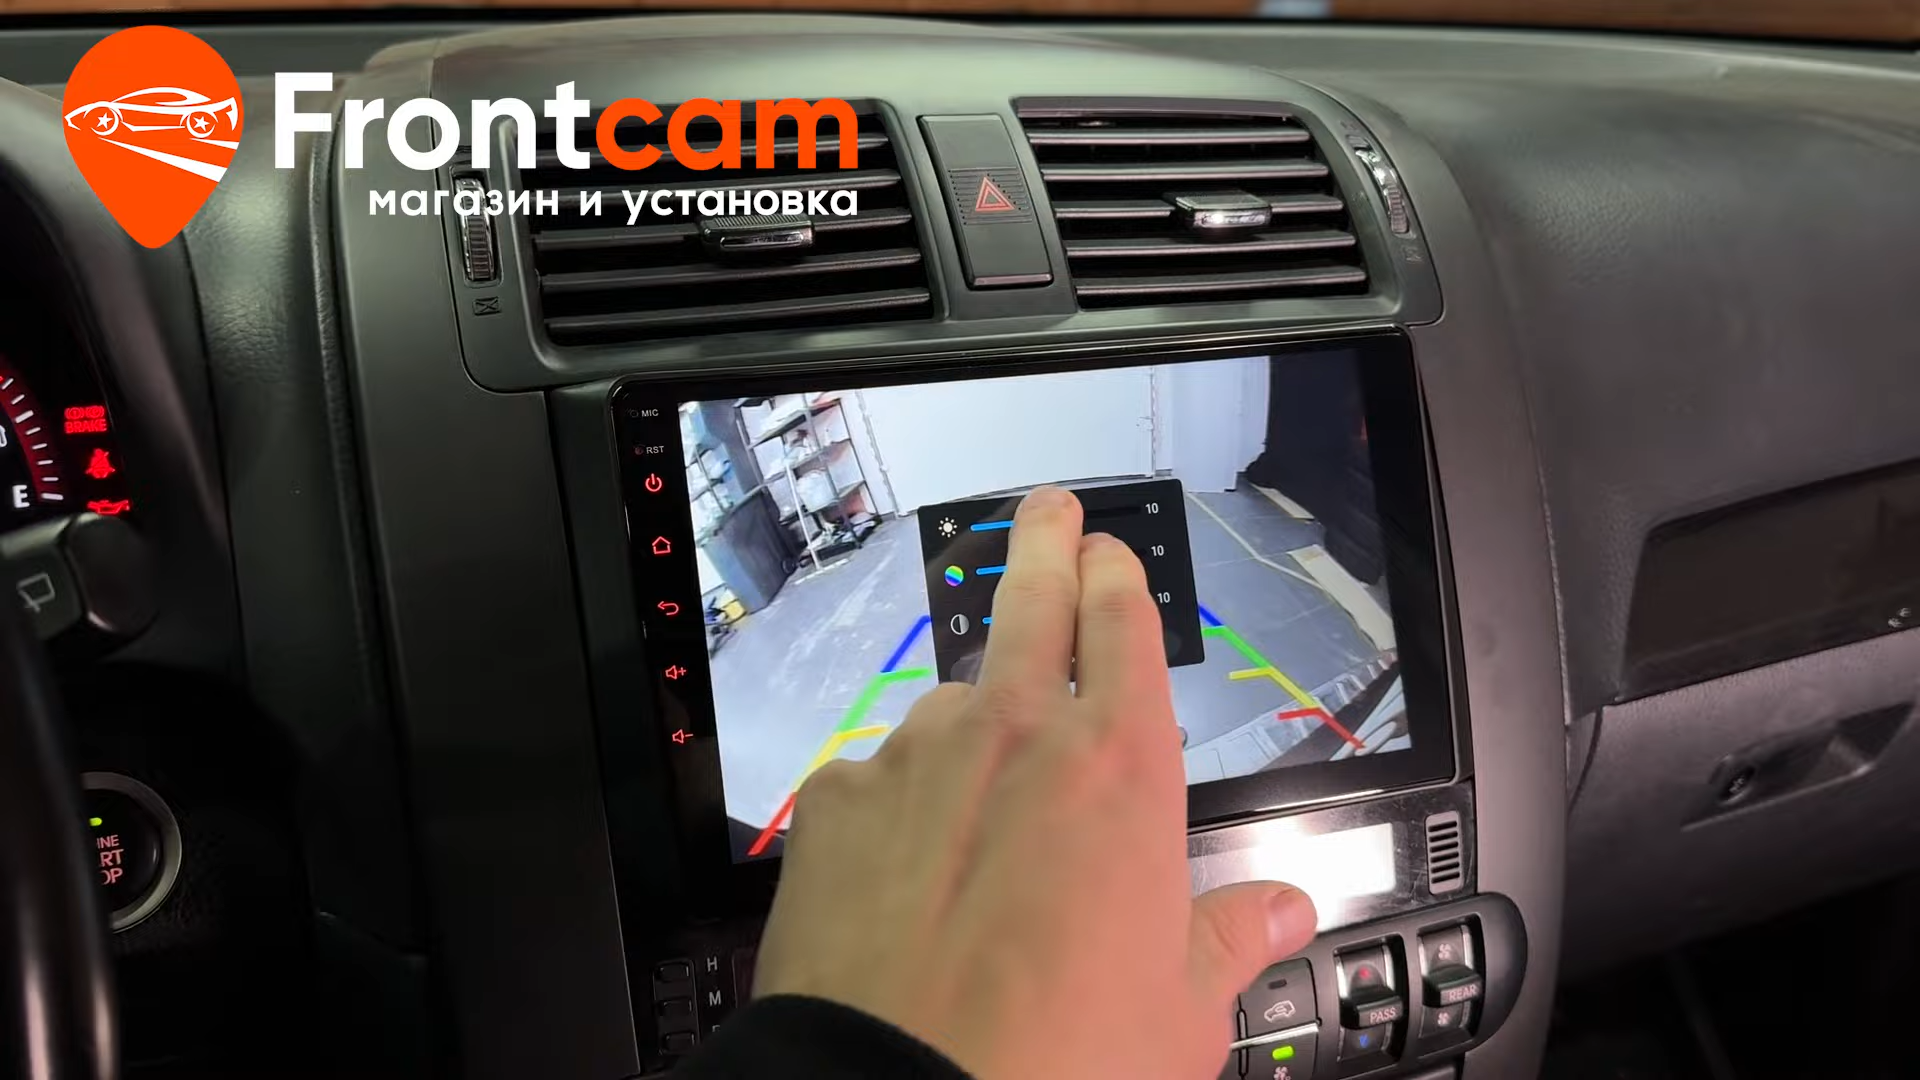 Frontcam
магазин и установка
MIC
RST
BRAKE
E
10
10
10
H
M
PASS
REAR